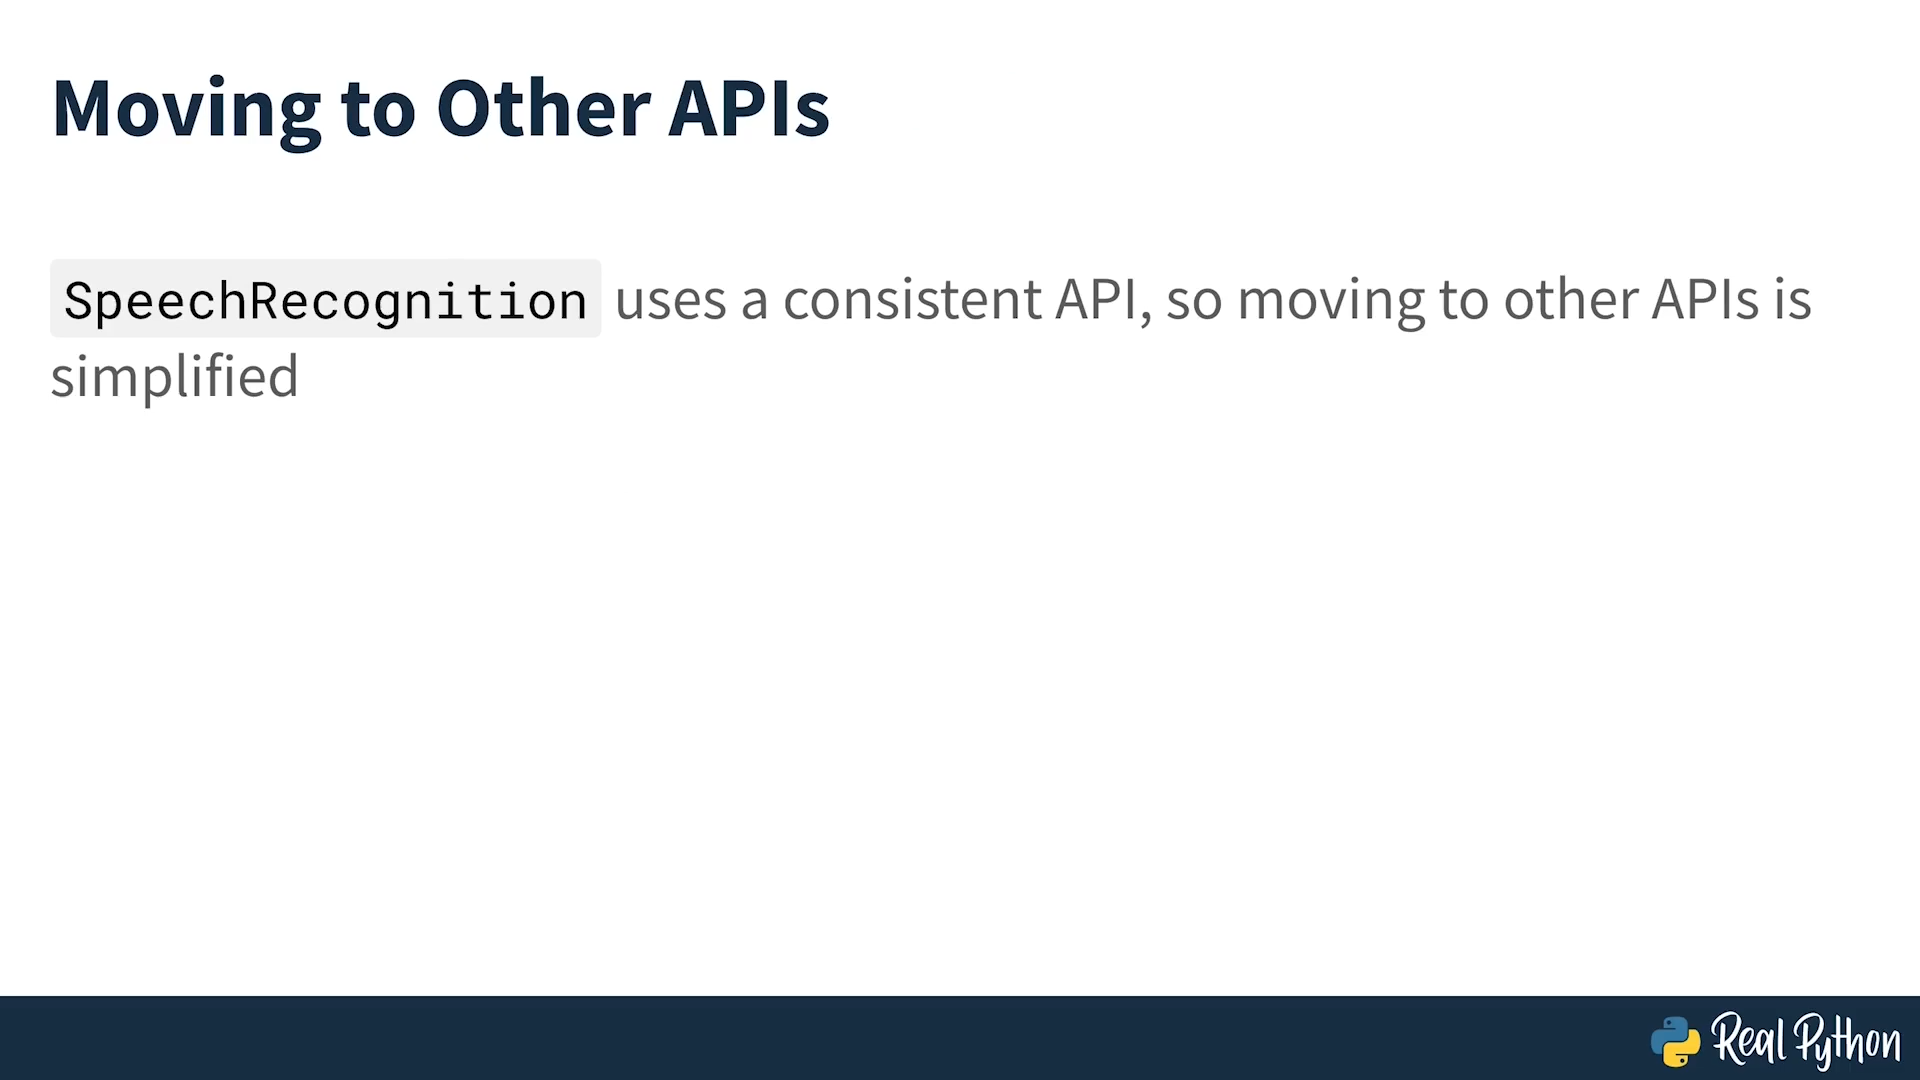 Moving to Other APIs
SpeechRecognition uses a consistent API, so moving to other APIs is
simplified
Real Python